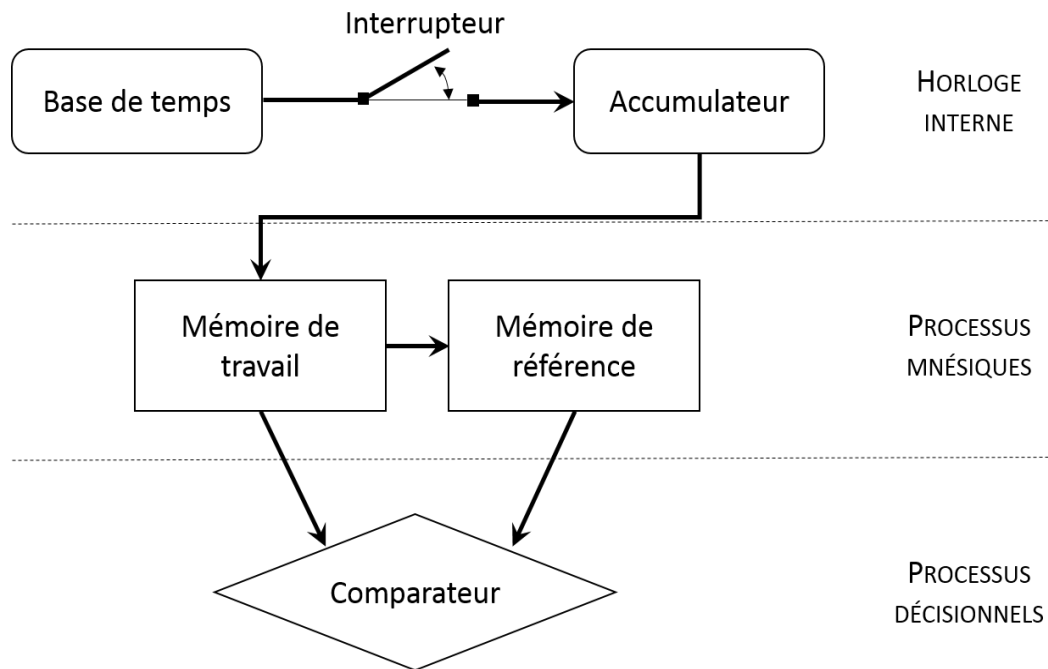 Interrupteur
Base de temps
Accumulateur
HORLOGE
INTERNE
Mémoire de
travail
Mémoire de
référence
PROCESSUS
MNÉSIQUES
Comparateur
PROCESSUS
DÉCISIONNELS